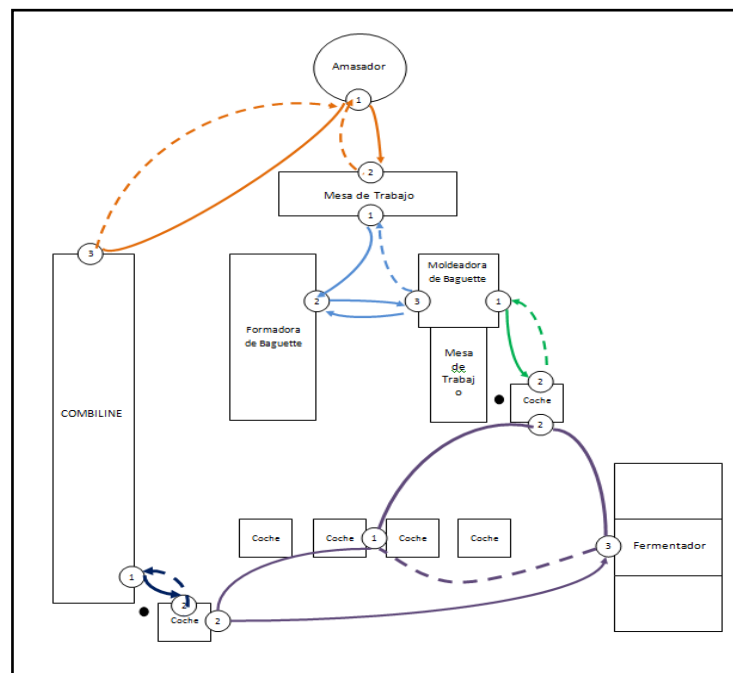 Amasador
1
2
Mesa de Trabajo
1
3
Moldeadora
de Baguette
2
3
1
Formadora
de Baguette
Mesa
de
Trabaj
o
2
Coche
2
COMBILINE
Coche
Coche
1
Coche
Coche
3
Fermentador
1
2
Coche
2